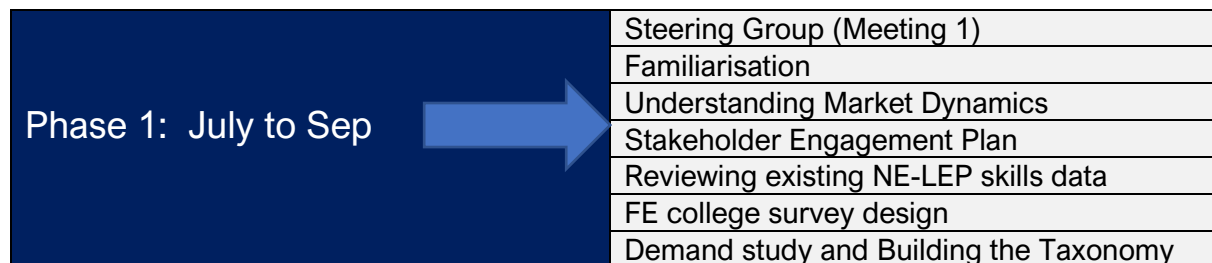 Phase 1: July to Sep
Steering Group (Meeting 1)
Familiarisation
Understanding Market Dynamics
Stakeholder Engagement Plan
Reviewing existing NE-LEP skills data
FE college survey design
Demand study and Building the Taxonomy